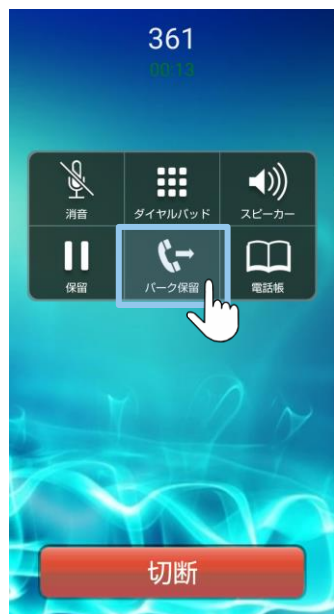 361
00:13
消音
ダイヤルパッド
スピーカー
保留
パーク保留
電話帳
切断